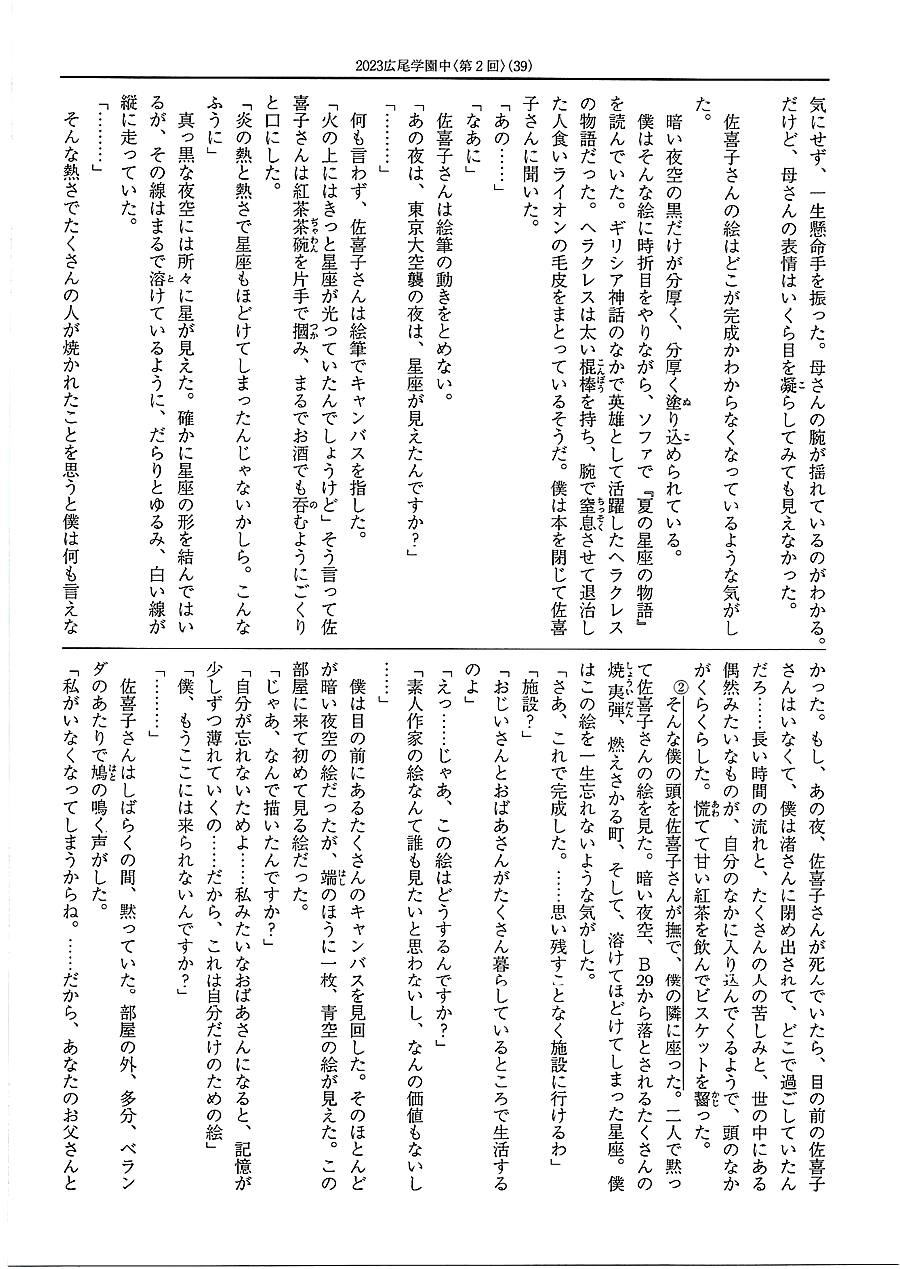 2023広尾学園中〈第２回〉(39)
気にせず、一生懸命手を振った。母さんの腕が揺れているのがわかる。
だけど、母さんの表情はいくら目を凝らしてみても見えなかった。
佐喜子さんの絵はどこが完成かわからなくなっているような気がし
た。
暗い夜空の黒だけが分厚く、分厚く塗り込められている。
僕はそんな絵に時折目をやりながら、ソファで『夏の星座の物語』
を読んでいた。ギリシア神話のなかで英雄として活躍したヘラクレス
の物語だった。ヘラクレスは太い棍棒を持ち、腕で窒息させて退治し
た人食いライオンの毛皮をまとっているそうだ。僕は本を閉じて佐喜
子さんに聞いた。
「あの……」
「なあに」
佐喜子さんは絵筆の動きをとめない。
「あの夜は、東京大空襲の夜は、星座が見えたんですか？」
「………」
何も言わず、佐喜子さんは絵筆でキャンバスを指した。
「火の上にはきっと星座が光っていたんでしょうけど」そう言って佐
喜子さんは紅茶茶碗を片手で掴み、まるでお酒でも呑むようにごくり
と口にした。
「炎の熱と熱さで星座もほどけてしまったんじゃないかしら。こんな
ふうに」
真っ黒な夜空には所々に星が見えた。確かに星座の形を結んではい
るが、その線はまるで溶けているように、だらりとゆるみ、白い線が
縦に走っていた。
「………」
そんな熱さでたくさんの人が焼かれたことを思うと僕は何も言えな
かった。もし、あの夜、佐喜子さんが死んでいたら、目の前の佐喜子
さんはいなくて、僕は渚さんに閉め出されて、どこで過ごしていたん
だろ……長い時間の流れと、たくさんの人の苦しみと、世の中にある
偶然みたいなものが、自分のなかに入り込んでくるようで、頭のなか
がくらくらした。慌てて甘い紅茶を飲んでビスケットを齧った。
②そんな僕の頭を佐喜子さんが撫で、僕の隣に座った。二人で黙っ
て佐喜子さんの絵を見た。暗い夜空、Ｂ29から落とされるたくさんの
焼夷弾、燃えさかる町、そして、溶けてほどけてしまった星座。僕
はこの絵を一生忘れないような気がした。
「さあ、これで完成した。……思い残すことなく施設に行けるわ」
「施設？」
「おじいさんとおばあさんがたくさん暮らしているところで生活する
のよ」
「えっ……じゃあ、この絵はどうするんですか？」
「素人作家の絵なんて誰も見たいと思わないし、なんの価値もないし
……」
僕は目の前にあるたくさんのキャンバスを見回した。そのほとんど
が暗い夜空の絵だったが、端のほうに一枚、青空の絵が見えた。この
部屋に来て初めて見る絵だった。
「じゃあ、なんで描いたんですか？」
「自分が忘れないためよ……私みたいなおばあさんになると、記憶が
少しずつ薄れていくの……だから、これは自分だけのための絵」
「僕、もうここには来られないんですか？」
「………」
佐喜子さんはしばらくの間、黙っていた。部屋の外、多分、ベラン
ダのあたりで鳩の鳴く声がした。
「私がいなくなってしまうからね。……だから、あなたのお父さんと